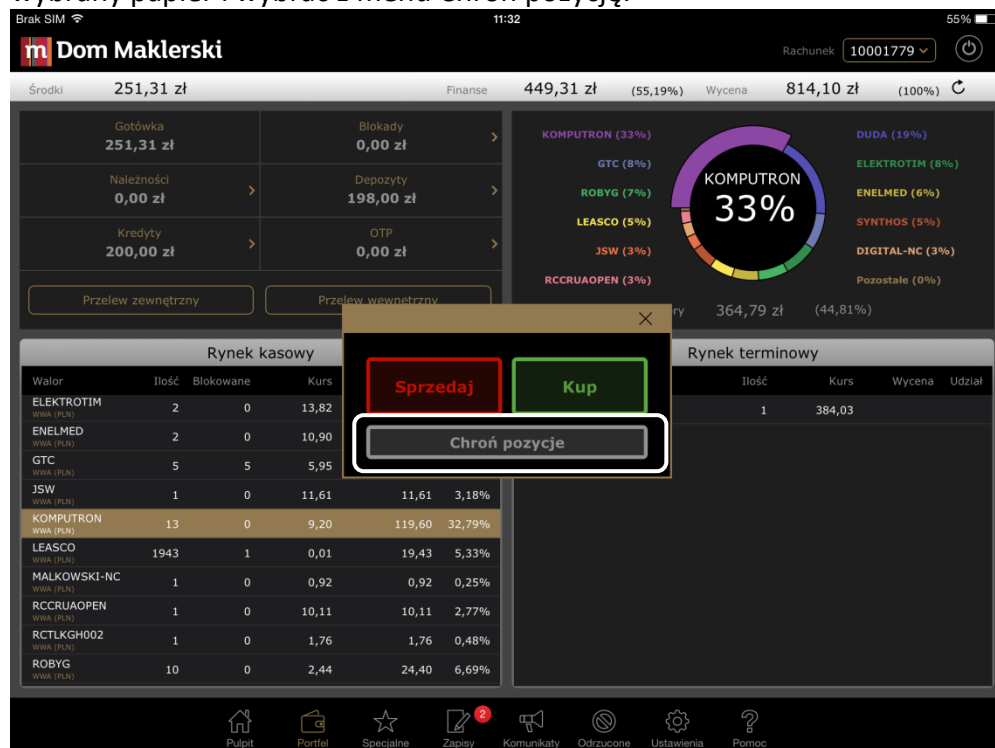 wybrany papier i wybrać z menu Chroń pozycję.
Brak SIM 11:32 55%
m Dom Maklerski Rachunek 10001779
Środki 251,31 zł Finanse 449,31 zł (55,19%) Wycena 814,10 zł (100%)
Gotówka Blokady
251,31 zł 0,00 zł
Należności Depozyty
0,00 zł 198,00 zł
Kredyty OTP
200,00 zł 0,00 zł
Przelew zewnętrzny Przelew wewnętrzny
KOMPUTRON (33%) DUDA (19%)
GTC (8%) ELEKTROTIM (8%)
ROBYG (7%) ENELMED (6%)
LEASCO (5%) SYNTHOS (5%)
JSW (3%) DIGITAL-NC (3%)
RCCRUAOPEN (3%) Pozostałe (0%)
KOMPUTRON
33%
ry 364,79 zł (44,81%)
Sprzedaj Kup
Chroń pozycje
Rynek kasowy
Walor Ilość Blokowane Kurs
ELEKTROTIM 2 0 13,82
WWA (PLN)
ENELMED 2 0 10,90
WWA (PLN)
GTC 5 5 5,95
WWA (PLN)
JSW 1 0 11,61 11,61 3,18%
WWA (PLN)
KOMPUTRON 13 0 9,20 119,60 32,79%
WWA (PLN)
LEASCO 1943 1 0,01 19,43 5,33%
WWA (PLN)
MALKOWSKI-NC 1 0 0,92 0,92 0,25%
WWA (PLN)
RCCRUAOPEN 1 0 10,11 10,11 2,77%
WWA (PLN)
RCTLKGH002 1 0 1,76 1,76 0,48%
WWA (PLN)
ROBYG 10 0 2,44 24,40 6,69%
WWA (PLN)
Rynek terminowy
Ilość Kurs Wycena Udział
1 384,03
2
Pulpit Portfel Specjalne Zapisy Komunikaty Odrzucone Ustawienia Pomoc